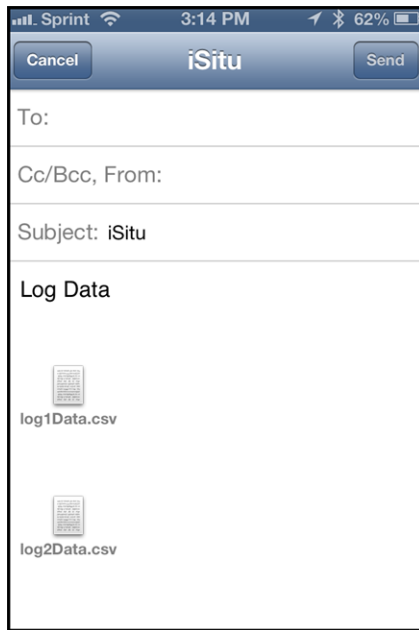 Sprint 3:14 PM 62%
Cancel iSitu Send
To:
Cc/Bcc, From:
Subject: iSitu
Log Data
log1Data.csv
log2Data.csv